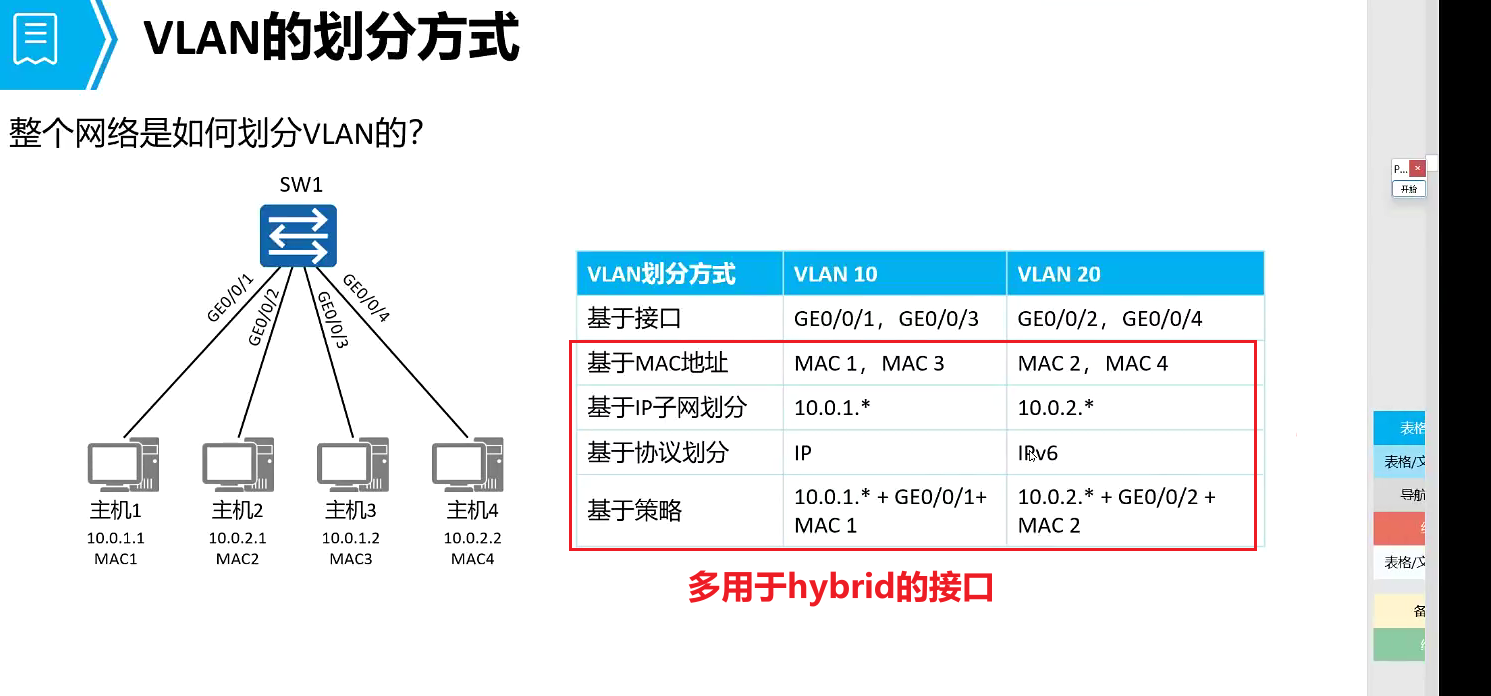 VLAN的划分方式
整个网络是如何划分VLAN的?
SW1
GE0/0/1
GE0/0/2
GE0/0/3
GE0/0/4
主机1
10.0.1.1
MAC1
主机2
10.0.2.1
MAC2
主机3
10.0.1.2
MAC3
主机4
10.0.2.2
MAC4
VLAN划分方式 VLAN 10 VLAN 20
基于接口 GE0/0/1，GE0/0/3 GE0/0/2，GE0/0/4
基于MAC地址 MAC 1，MAC 3 MAC 2，MAC 4
基于IP子网划分 10.0.1.* 10.0.2.*
基于协议划分 IP IPv6
基于策略 10.0.1.* + GE0/0/1+ MAC 1 10.0.2.* + GE0/0/2 + MAC 2
多用于hybrid的接口
P...
开始
表格
表格/文
导航
表格/文
备